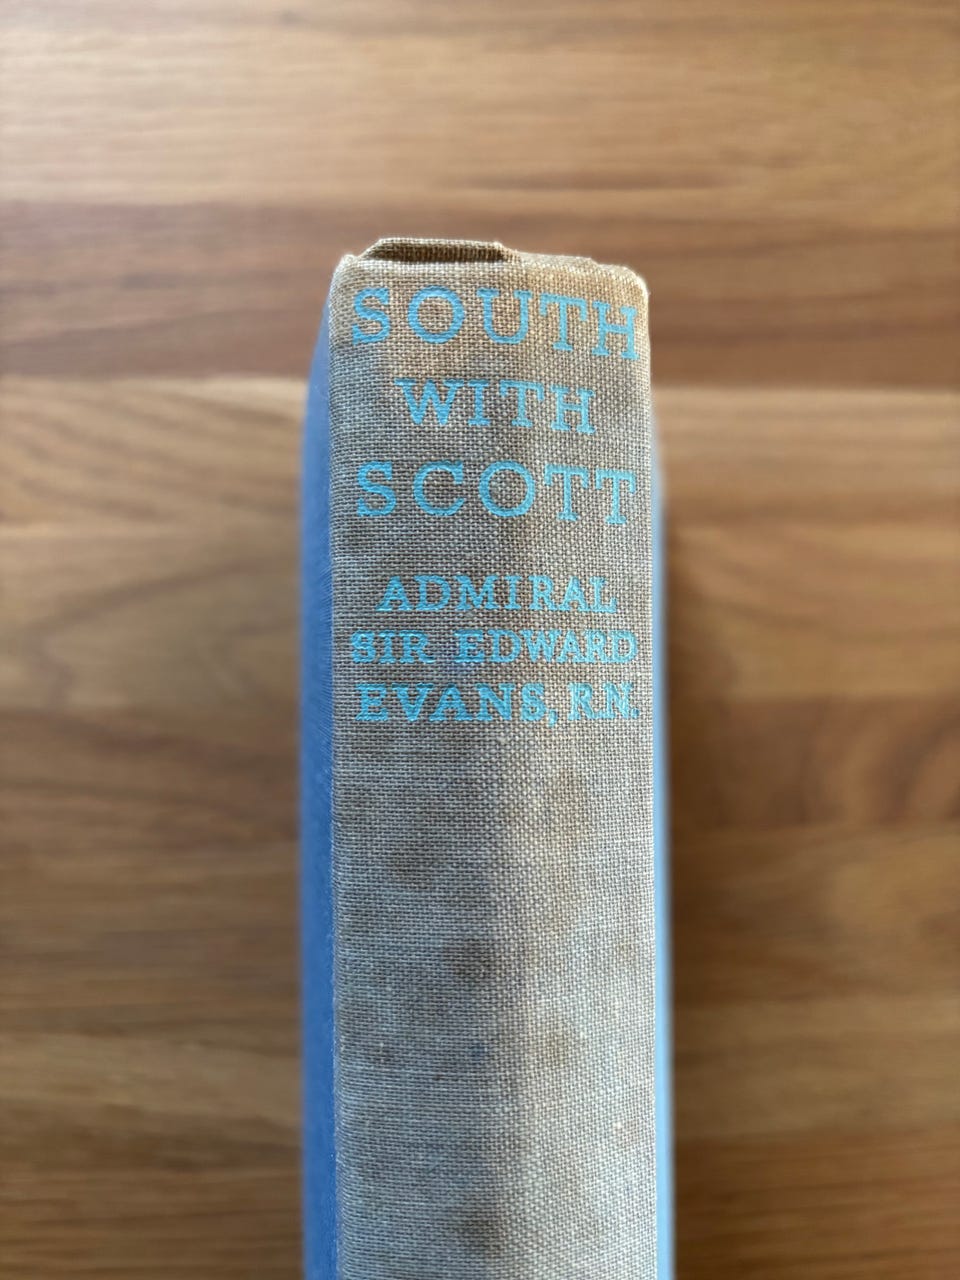 SOUTH
WITH
SCOTT
ADMIRAL
SIR EDWARD
EVANS, R.N.